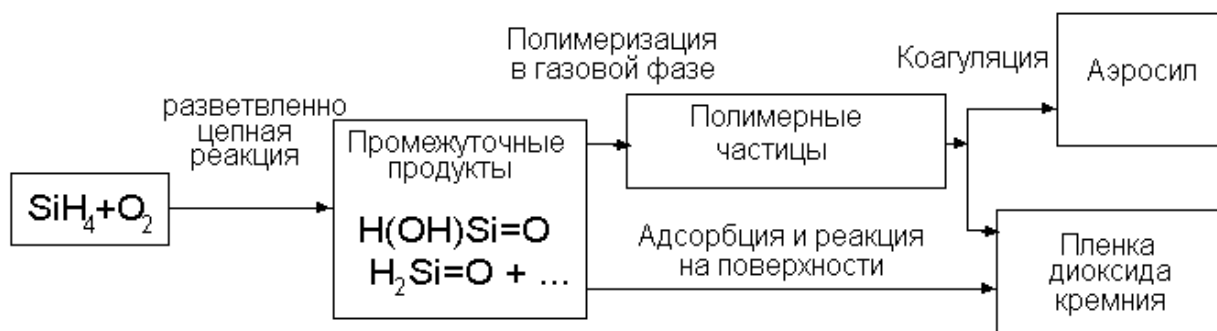 разветвленно
цепная
реакция
SiH₄+O₂
Промежуточные
продукты
H(OH)Si=O
H₂Si=O + ...
Полимеризация
в газовой фазе
Полимерные
частицы
Коагуляция
Аэросил
Адсорбция и реакция
на поверхности
Пленка
диоксида
кремния